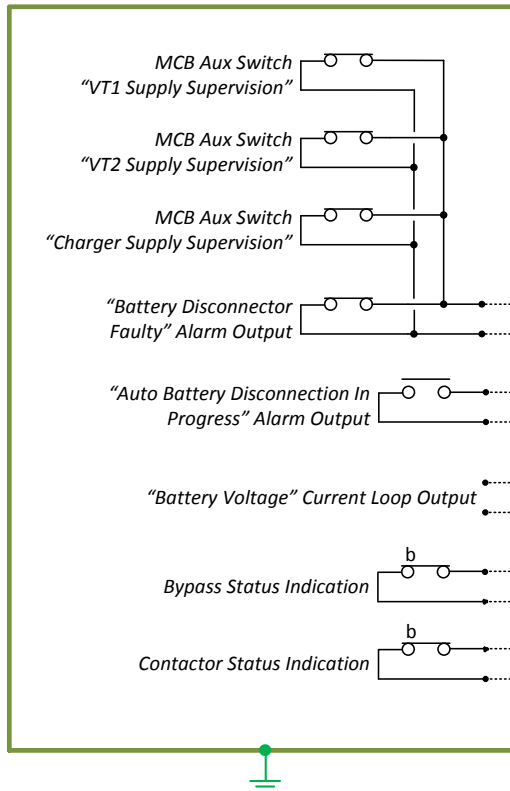 MCB Aux Switch
“VT1 Supply Supervision”
MCB Aux Switch
“VT2 Supply Supervision”
MCB Aux Switch
“Charger Supply Supervision”
“Battery Disconnector
Faulty” Alarm Output
“Auto Battery Disconnection In
Progress” Alarm Output
“Battery Voltage” Current Loop Output
b
Bypass Status Indication
b
Contactor Status Indication